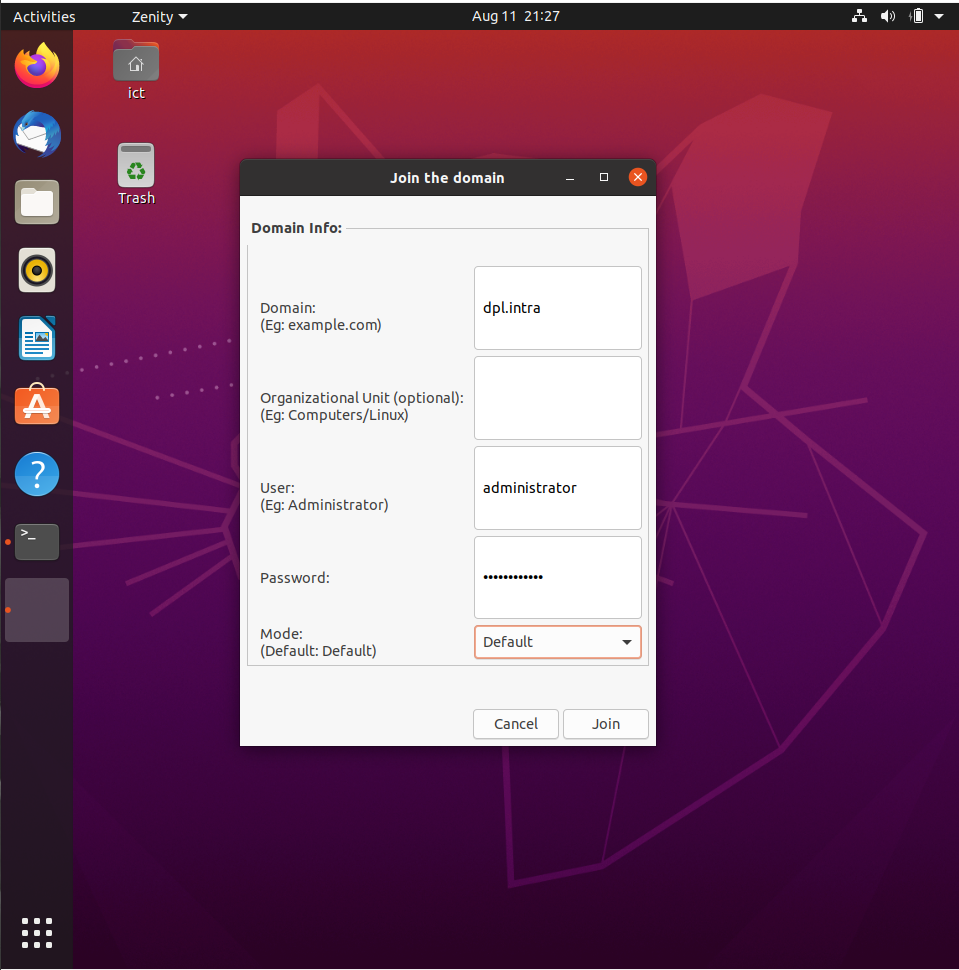 Activities
Zenity
Aug 11 21:27
ict
Trash
Join the domain
Domain Info:
Domain:
(Eg: example.com)
dpl.intra
Organizational Unit (optional):
(Eg: Computers/Linux)
User:
(Eg: Administrator)
administrator
Password:
••••••••••••
Mode:
(Default: Default)
Default
Cancel
Join